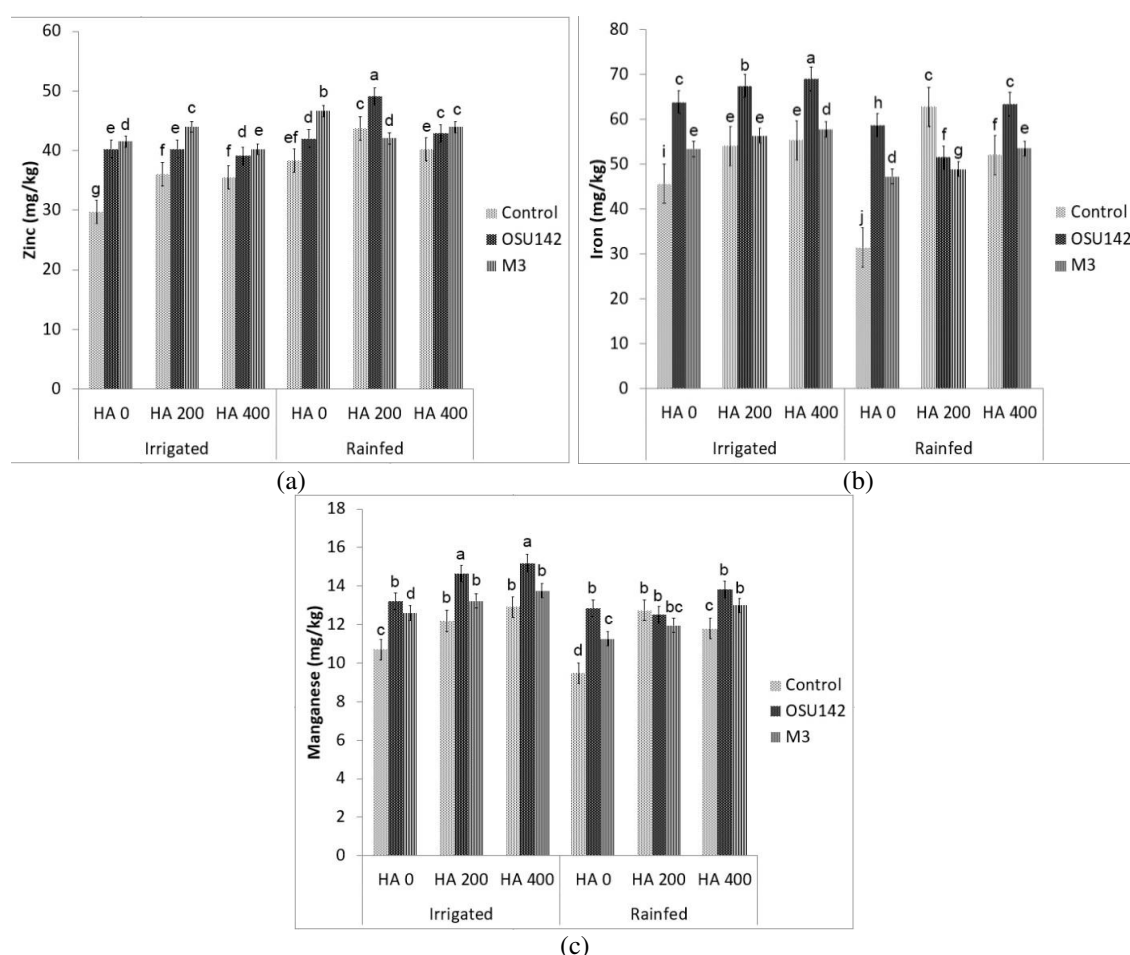 60
50
40
30
20
10
0
Zinc (mg/kg)
g e d f e c f d e ef d b c a d e d c c
HA 0 HA 200 HA 400 HA 0 HA 200 HA 400
Irrigated Rainfed
Control
OSU142
M3
(a)
80
70
60
50
40
30
20
10
0
Iron (mg/kg)
i c e e b e e a d j h d c f g f c e
HA 0 HA 200 HA 400 HA 0 HA 200 HA 400
Irrigated Rainfed
Control
OSU142
M3
(b)
18
16
14
12
10
8
6
4
2
0
Manganese (mg/kg)
c b d b a b b a b d b c b b bc c b b
HA 0 HA 200 HA 400 HA 0 HA 200 HA 400
Irrigated Rainfed
Control
OSU142
M3
(c)